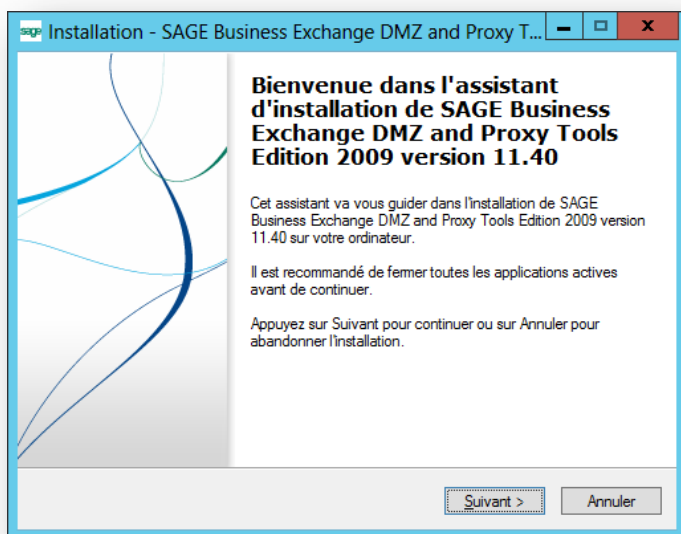 sage Installation - SAGE Business Exchange DMZ and Proxy T...
Bienvenue dans l'assistant
d'installation de SAGE Business
Exchange DMZ and Proxy Tools
Edition 2009 version 11.40
Cet assistant va vous guider dans l'installation de SAGE
Business Exchange DMZ and Proxy Tools Edition 2009 version
11.40 sur votre ordinateur.
Il est recommandé de fermer toutes les applications actives
avant de continuer.
Appuyez sur Suivant pour continuer ou sur Annuler pour
abandonner l'installation.
Suivant > Annuler